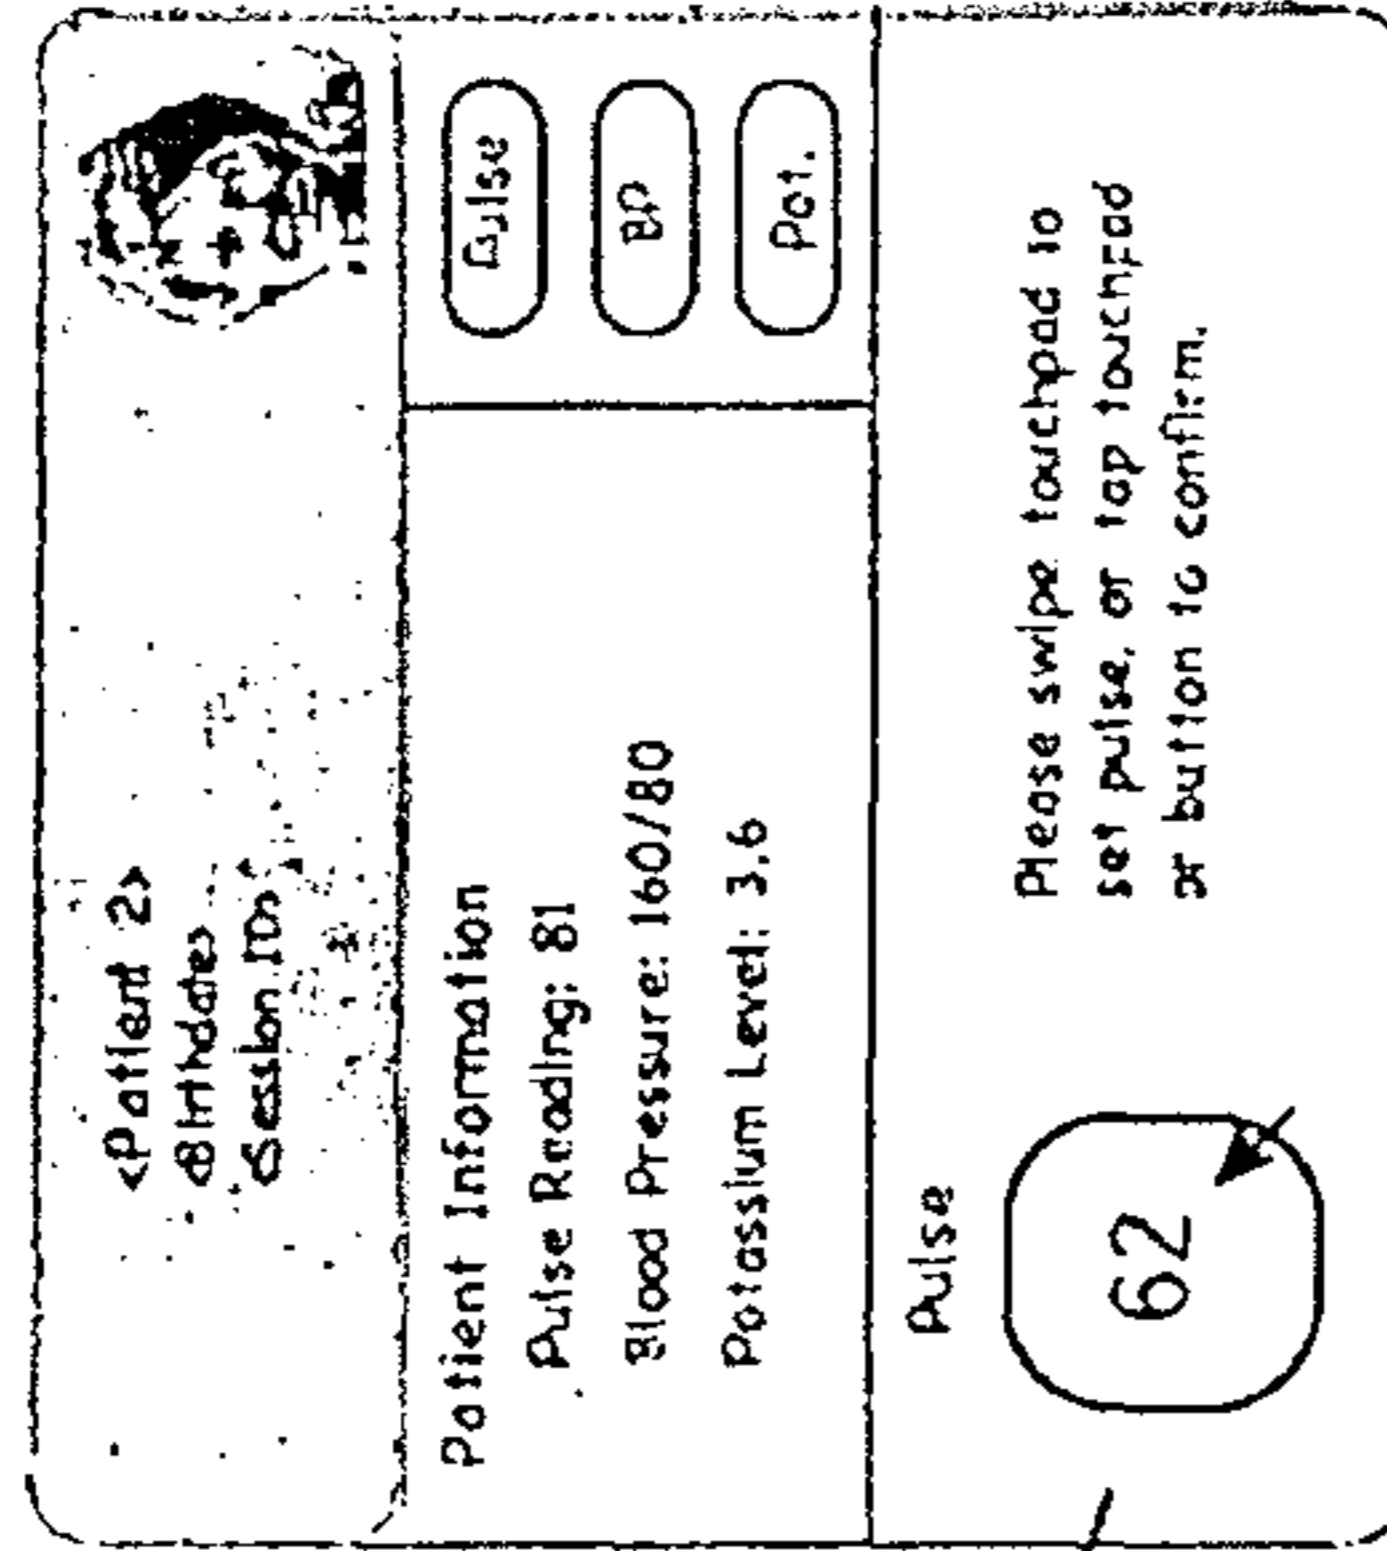 <Patient 2>
<Birthdate>
<Session ID>
Patient Information
Pulse Reading: 81
Blood Pressure: 160/80
Potassium Level: 3.6
Pulse
BP
Pot.
Pulse
62
Please swipe touchpad to
set pulse, or tap touchpad
or button to confirm.